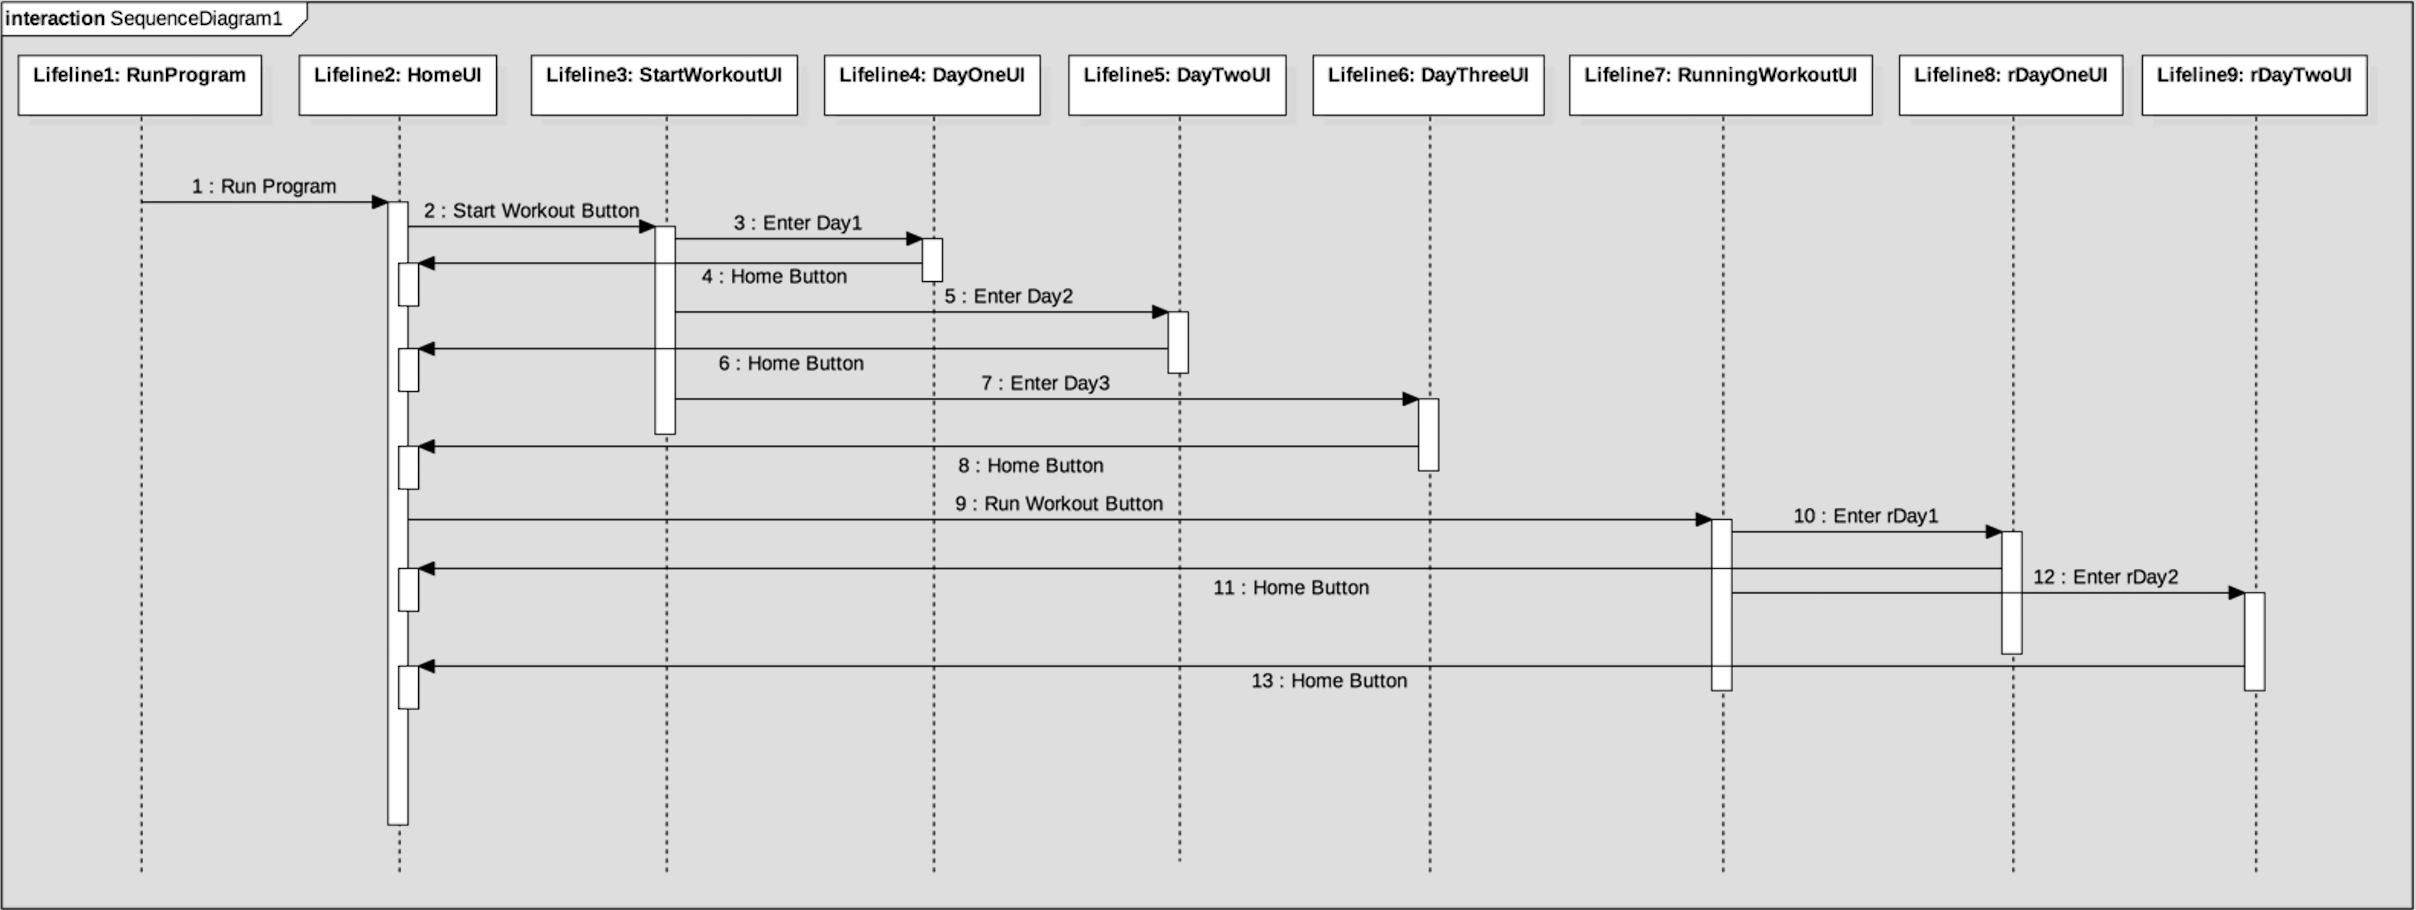 interaction SequenceDiagram1
Lifeline1: RunProgram
Lifeline2: HomeUI
Lifeline3: StartWorkoutUI
Lifeline4: DayOneUI
Lifeline5: DayTwoUI
Lifeline6: DayThreeUI
Lifeline7: RunningWorkoutUI
Lifeline8: rDayOneUI
Lifeline9: rDayTwoUI
1 : Run Program
2 : Start Workout Button
3 : Enter Day1
4 : Home Button
5 : Enter Day2
6 : Home Button
7 : Enter Day3
8 : Home Button
9 : Run Workout Button
10 : Enter rDay1
11 : Home Button
12 : Enter rDay2
13 : Home Button